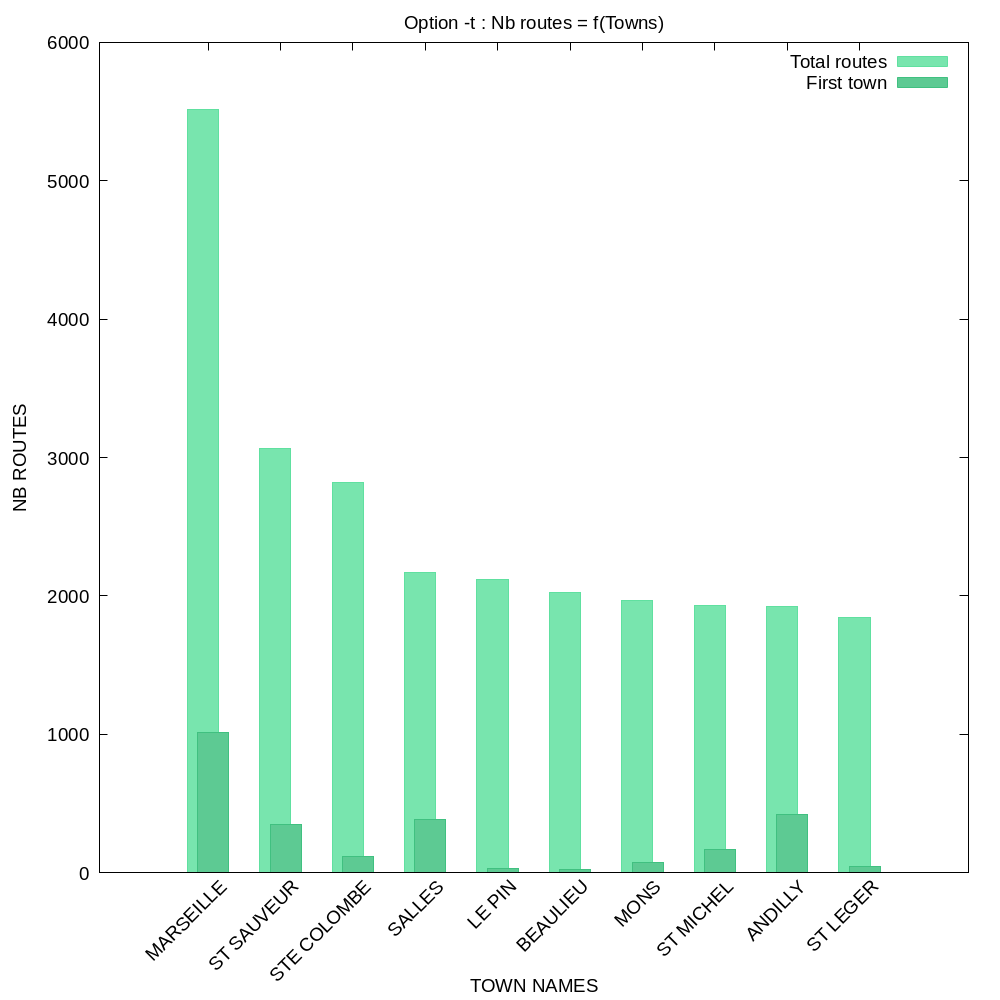 Option -t : Nb routes = f(Towns)
Total routes
First town
6000
5000
4000
3000
2000
1000
0
NB ROUTES
MARSEILLE
ST SAUVEUR
STE COLOMBE
SALLES
LE PIN
BEAULIEU
MONS
ST MICHEL
ANDILLY
ST LEGER
TOWN NAMES